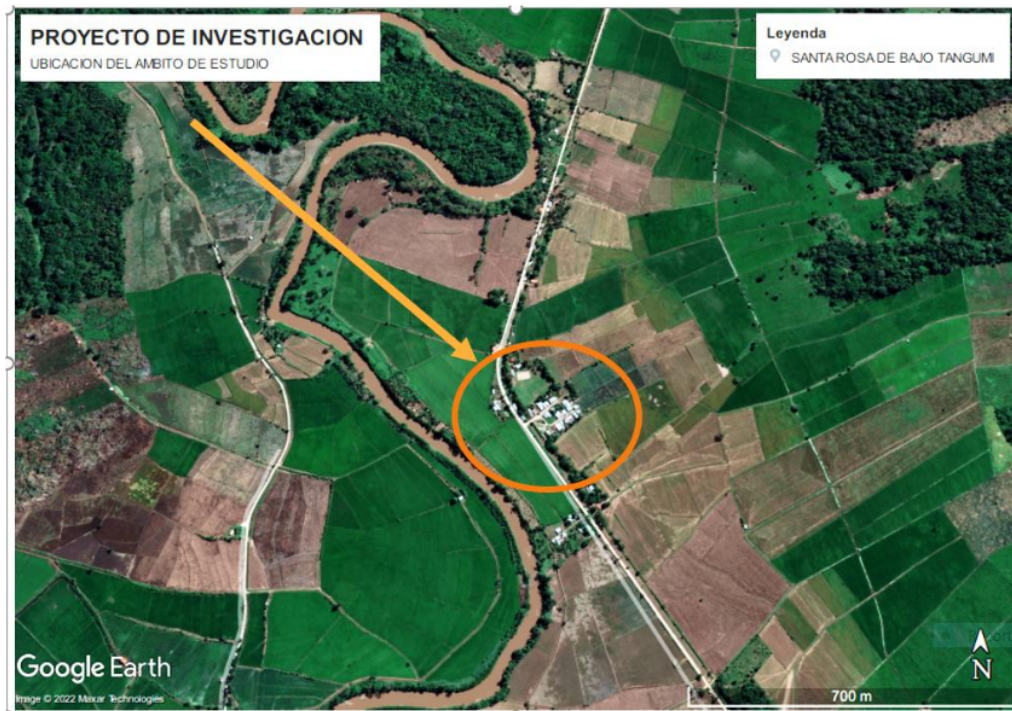 PROYECTO DE INVESTIGACION
UBICACION DEL AMBITO DE ESTUDIO
Leyenda
SANTA ROSA DE BAJO TANGUMI
Google Earth
Image © 2022 Maxar Technologies
N
700 m